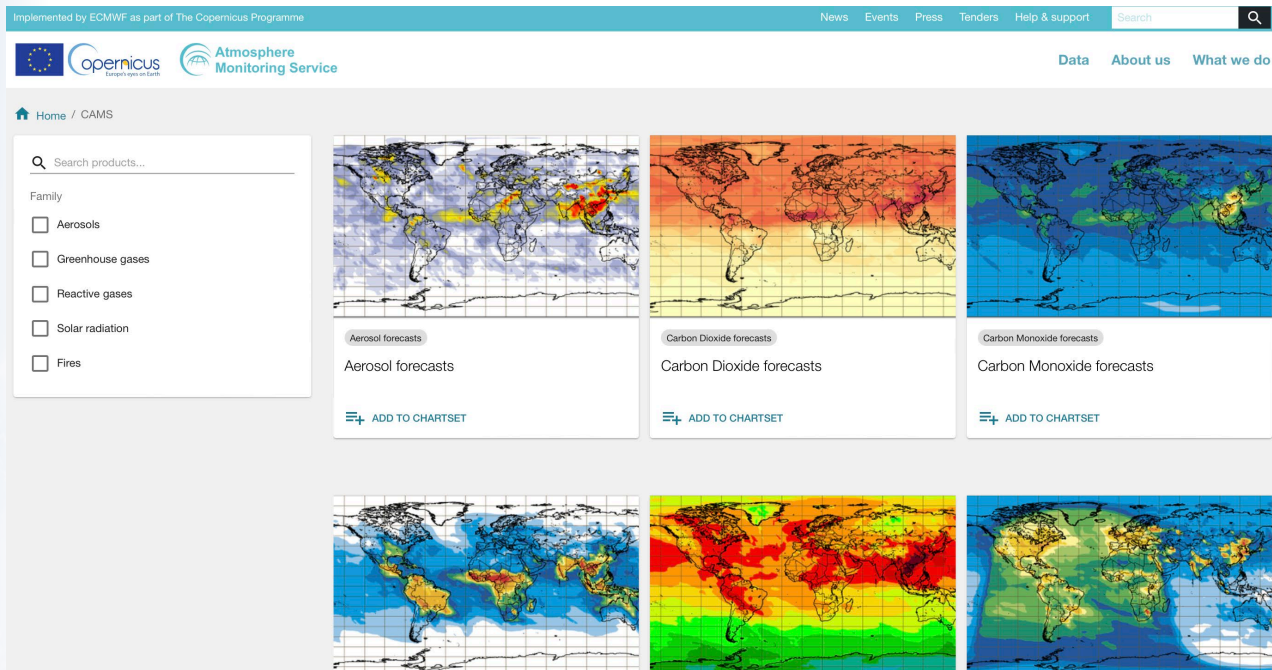 Implemented by ECMWF as part of The Copernicus Programme
News Events Press Tenders Help & support Search
opernicus
Europe's eyes on Earth
Atmosphere
Monitoring Service
Data About us What we do
Home / CAMS
Search products...
Family
Aerosols
Greenhouse gases
Reactive gases
Solar radiation
Fires
Aerosol forecasts
Aerosol forecasts
ADD TO CHARTSET
Carbon Dioxide forecasts
Carbon Dioxide forecasts
ADD TO CHARTSET
Carbon Monoxide forecasts
Carbon Monoxide forecasts
ADD TO CHARTSET